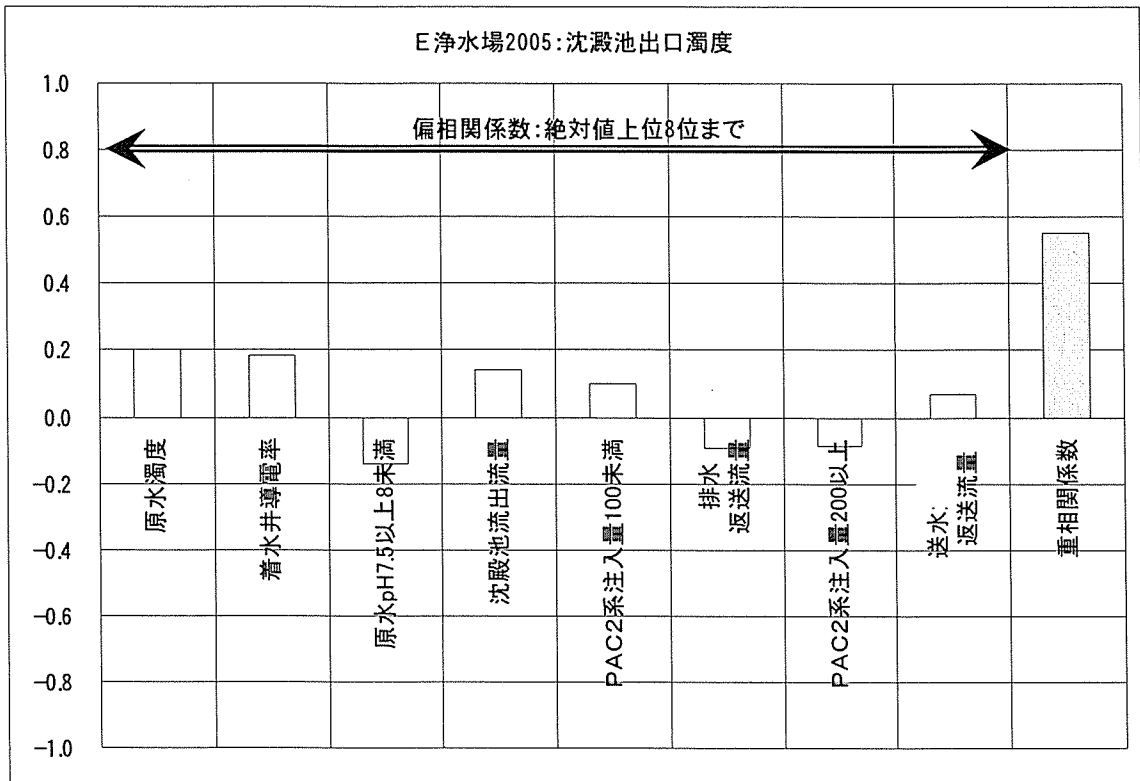 E浄水場2005:沈澱池出口濁度
偏相関係数:絶対値上位8位まで
1.0
0.8
0.6
0.4
0.2
0.0
-0.2
-0.4
-0.6
-0.8
-1.0
原水濁度
着水井導電率
原水pH7.5以上8未満
沈殿池流出流量
PAC2系注入量100未満
排水
返送流量
PAC2系注入量200以上
送水:
返送流量
重相関係数